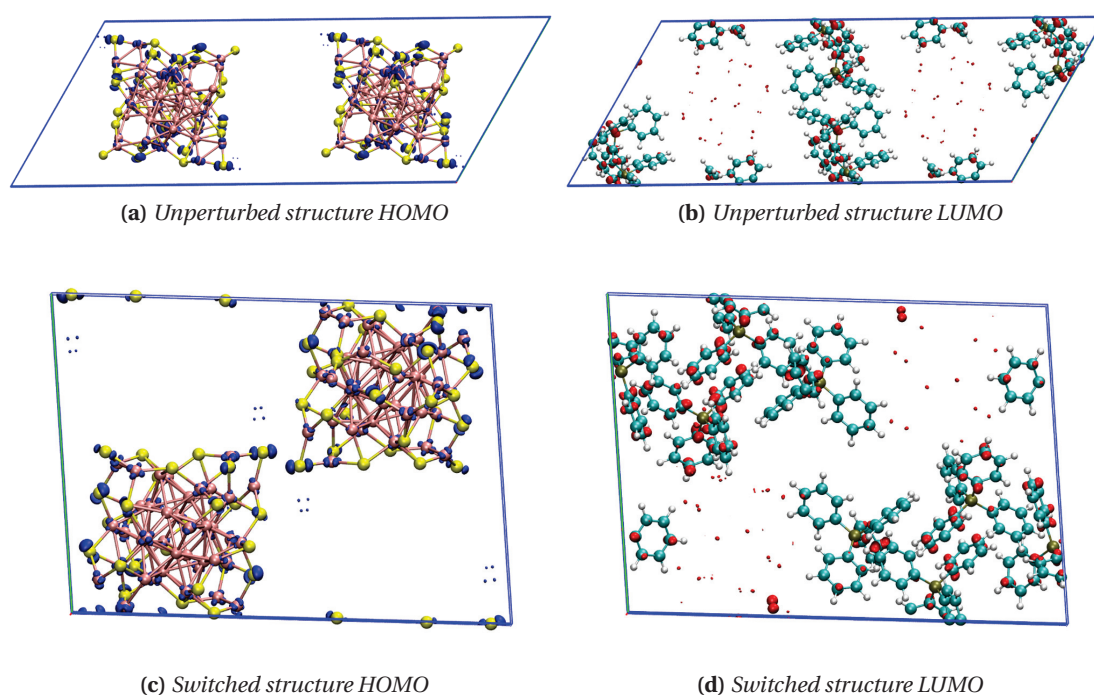 (a) Unperturbed structure HOMO
(b) Unperturbed structure LUMO
(c) Switched structure HOMO
(d) Switched structure LUMO